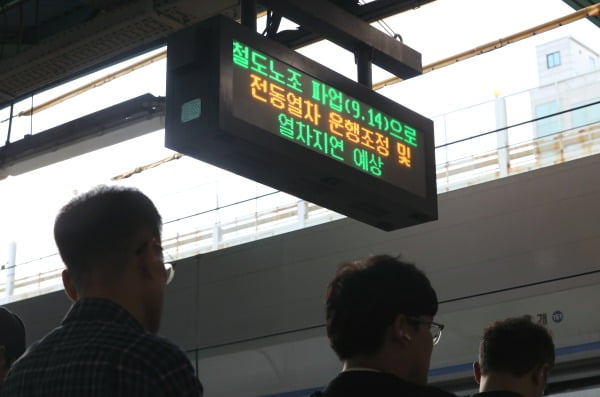 철도노조 파업(9.14)으로
전동열차 운행조정 및
열차지연 예상